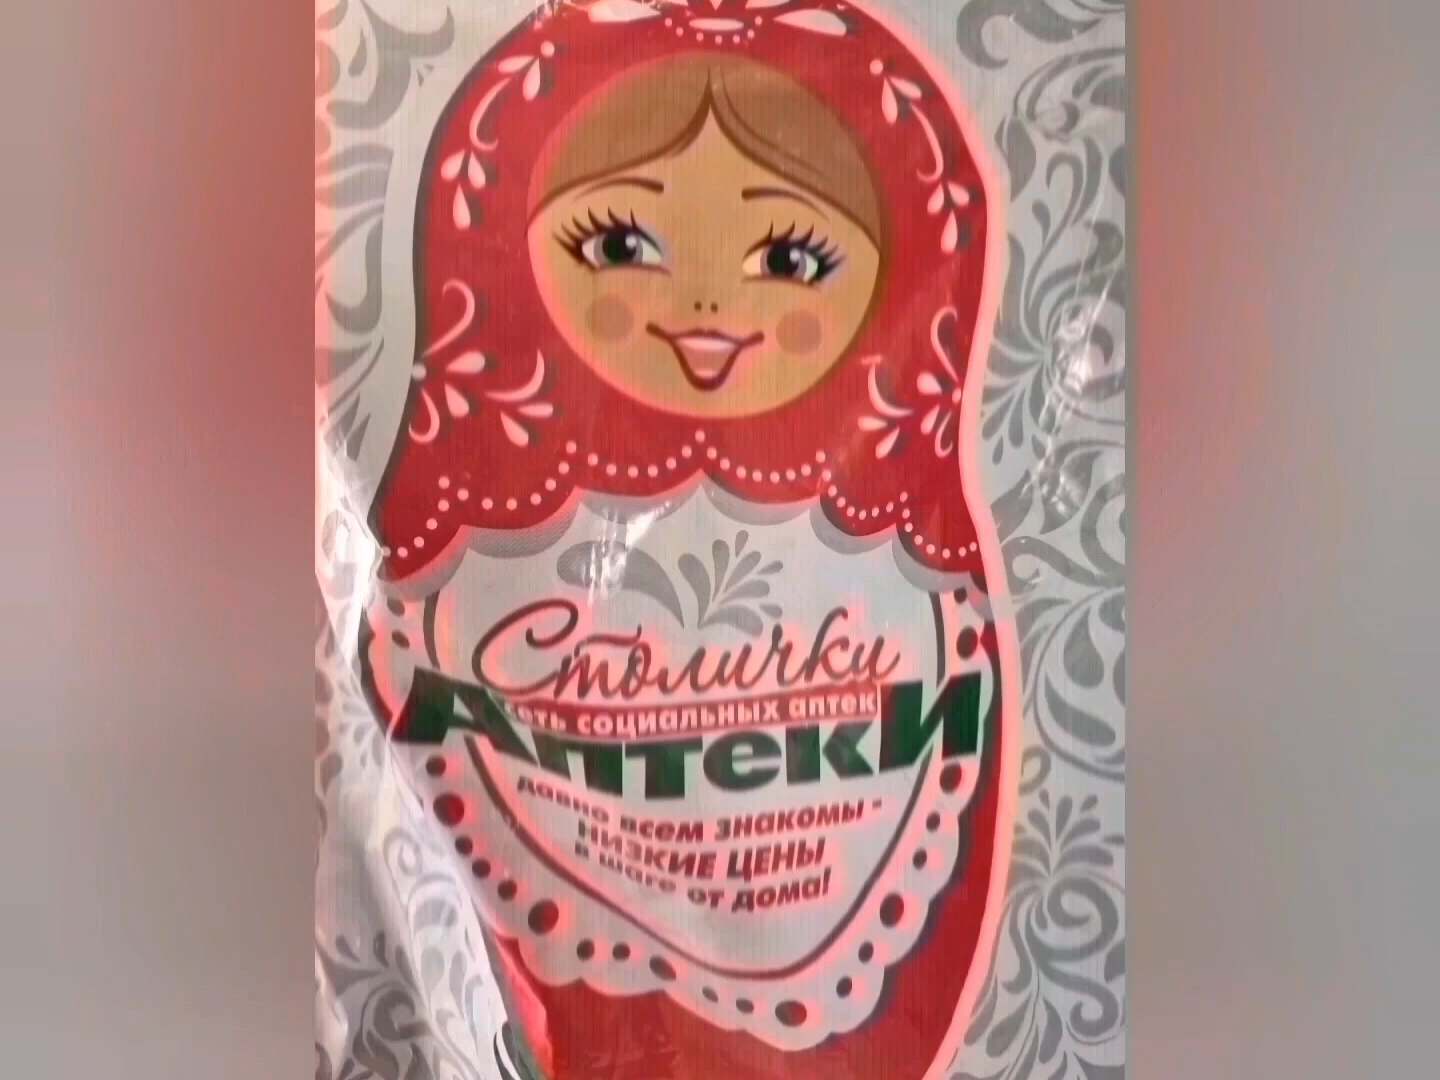 Столички
сеть социальных аптек
Аптеки
давно всем знакомы -
НИЗКИЕ ЦЕНЫ
в шаге от дома!